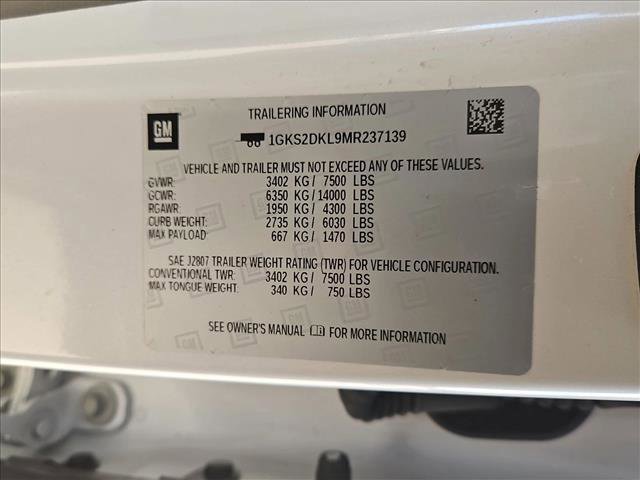 GM
TRAILERING INFORMATION
1GKS2DKL9MR237139
VEHICLE AND TRAILER MUST NOT EXCEED ANY OF THESE VALUES.
GVWR: 3402 KG/ 7500 LBS
GCWR: 6350 KG/14000 LBS
RGAWR: 1950 KG/ 4300 LBS
CURB WEIGHT: 2735 KG/ 6030 LBS
MAX PAYLOAD: 667 KG/ 1470 LBS
SAE J2807 TRAILER WEIGHT RATING (TWR) FOR VEHICLE CONFIGURATION.
CONVENTIONAL TWR: 3402 KG/ 7500 LBS
MAX TONGUE WEIGHT: 340 KG/ 750 LBS
SEE OWNER'S MANUAL FOR MORE INFORMATION